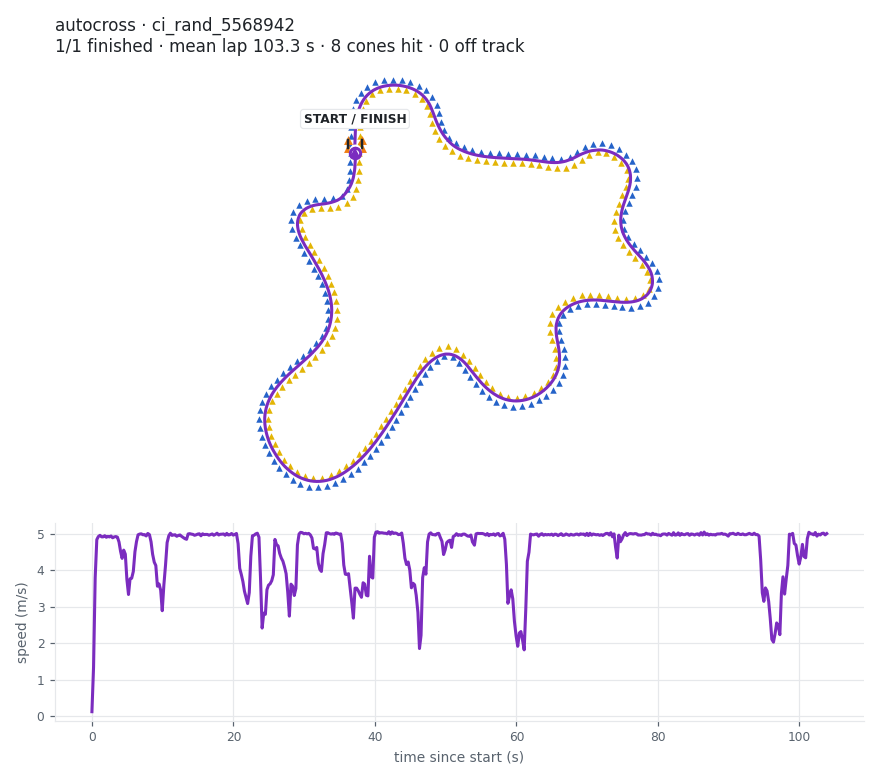 autocross · ci_rand_5568942
1/1 finished · mean lap 103.3 s · 8 cones hit · 0 off track
START / FINISH
5
4
3
2
1
0
speed (m/s)
0 20 40 60 80 100
time since start (s)